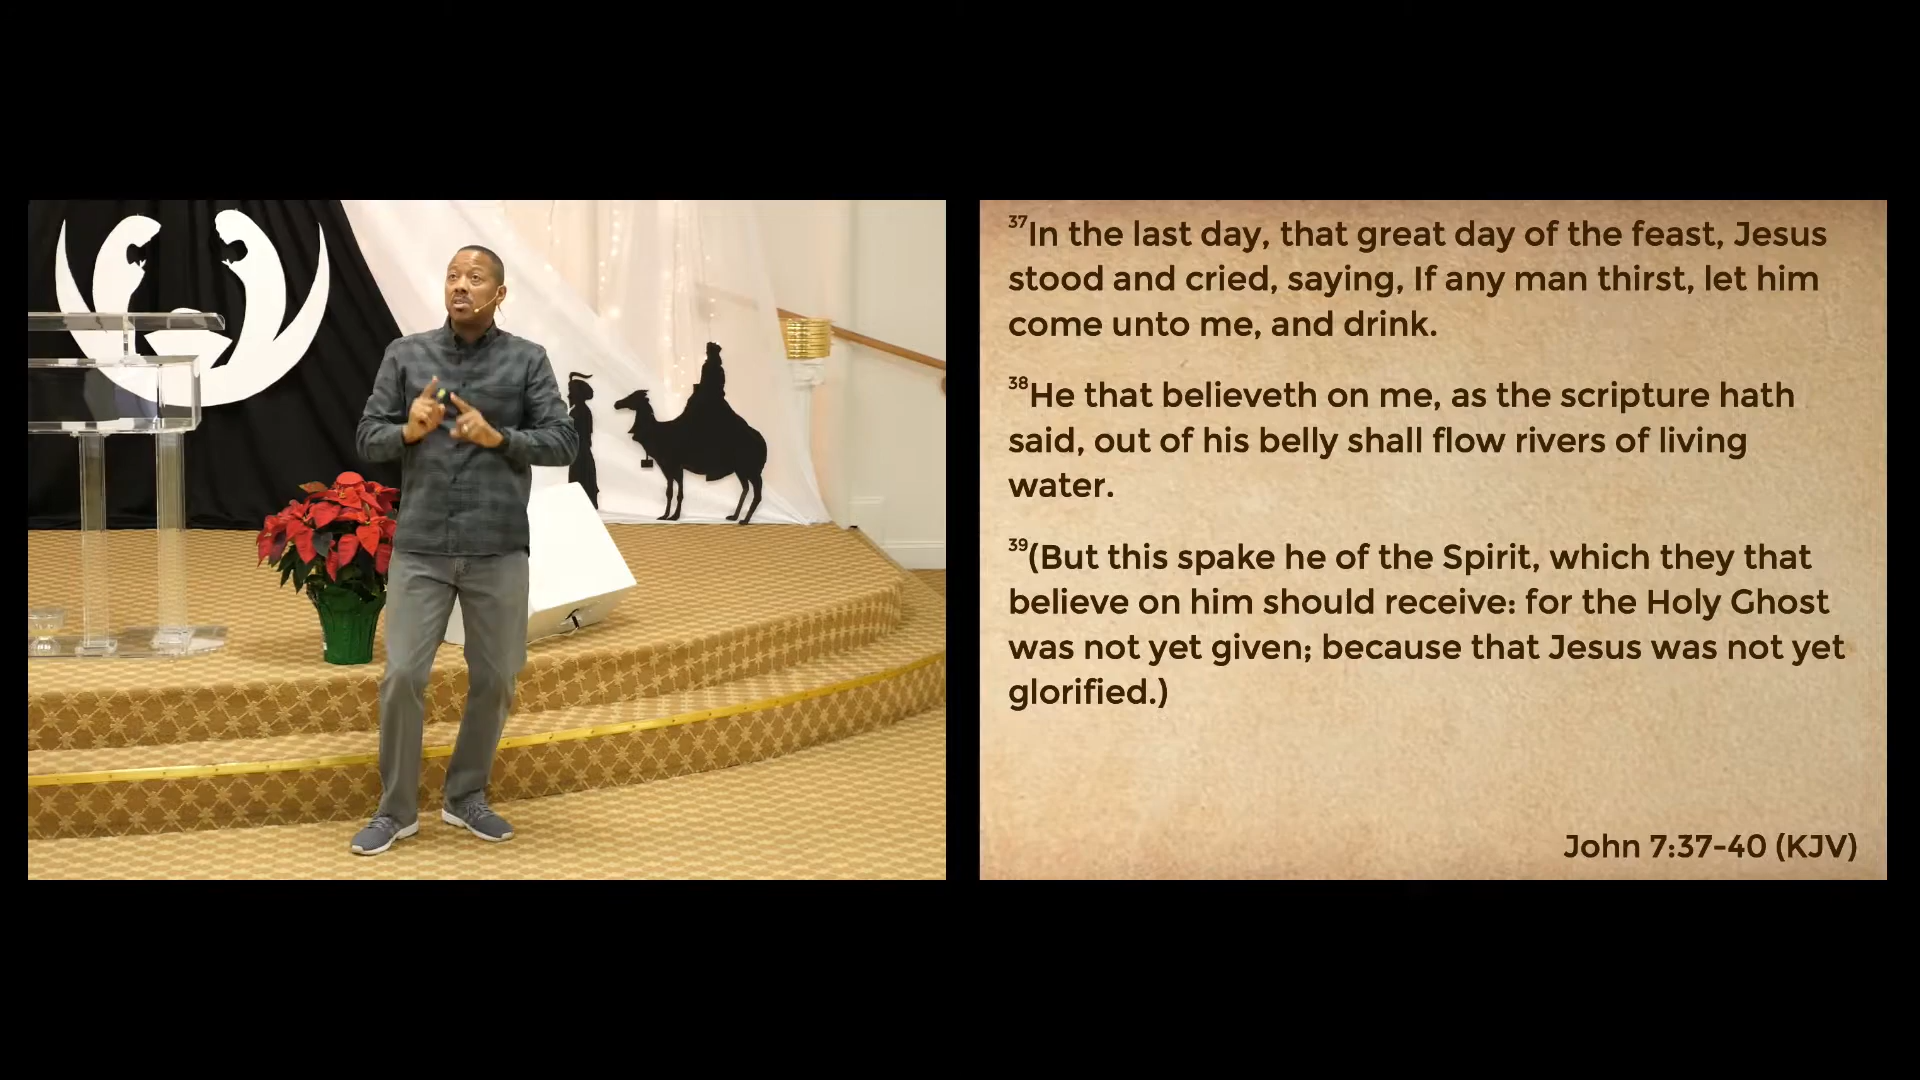 37In the last day, that great day of the feast, Jesus
stood and cried, saying, If any man thirst, let him
come unto me, and drink.
38He that believeth on me, as the scripture hath
said, out of his belly shall flow rivers of living
water.
39(But this spake he of the Spirit, which they that
believe on him should receive: for the Holy Ghost
was not yet given; because that Jesus was not yet
glorified.)
John 7:37-40 (KJV)